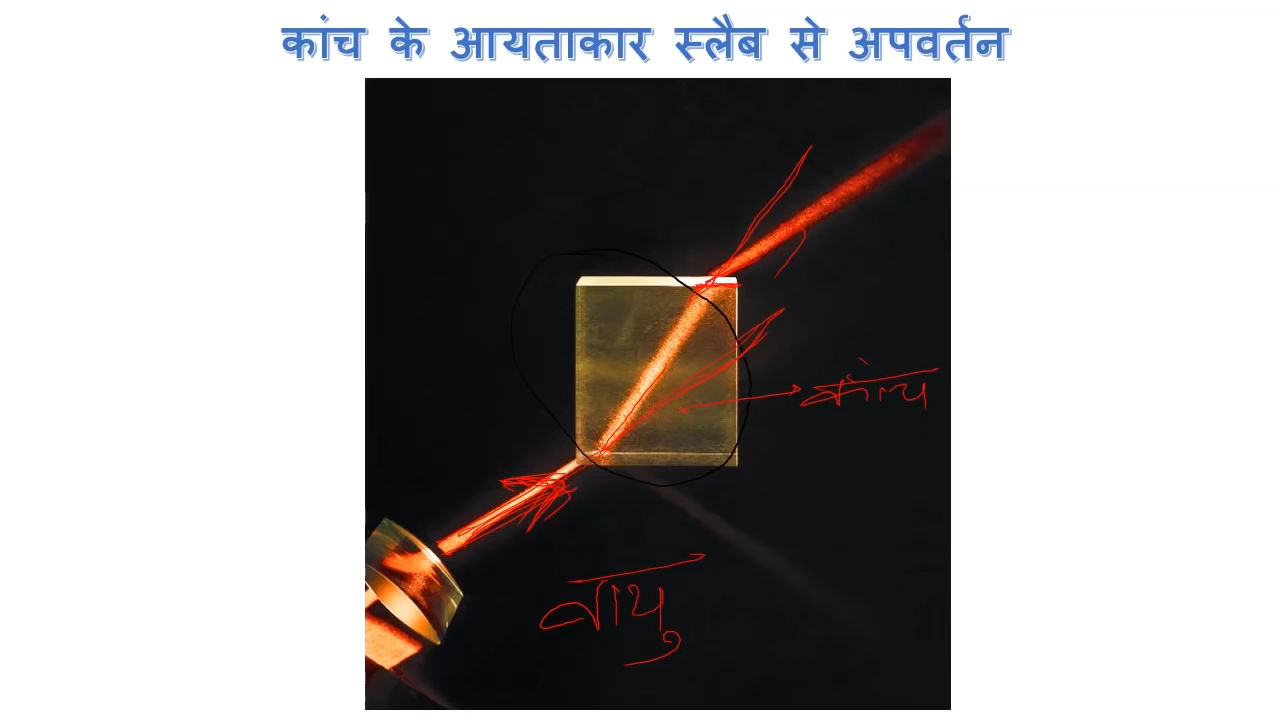 कांच के आयताकार स्लैब से अपवर्तन
वायु